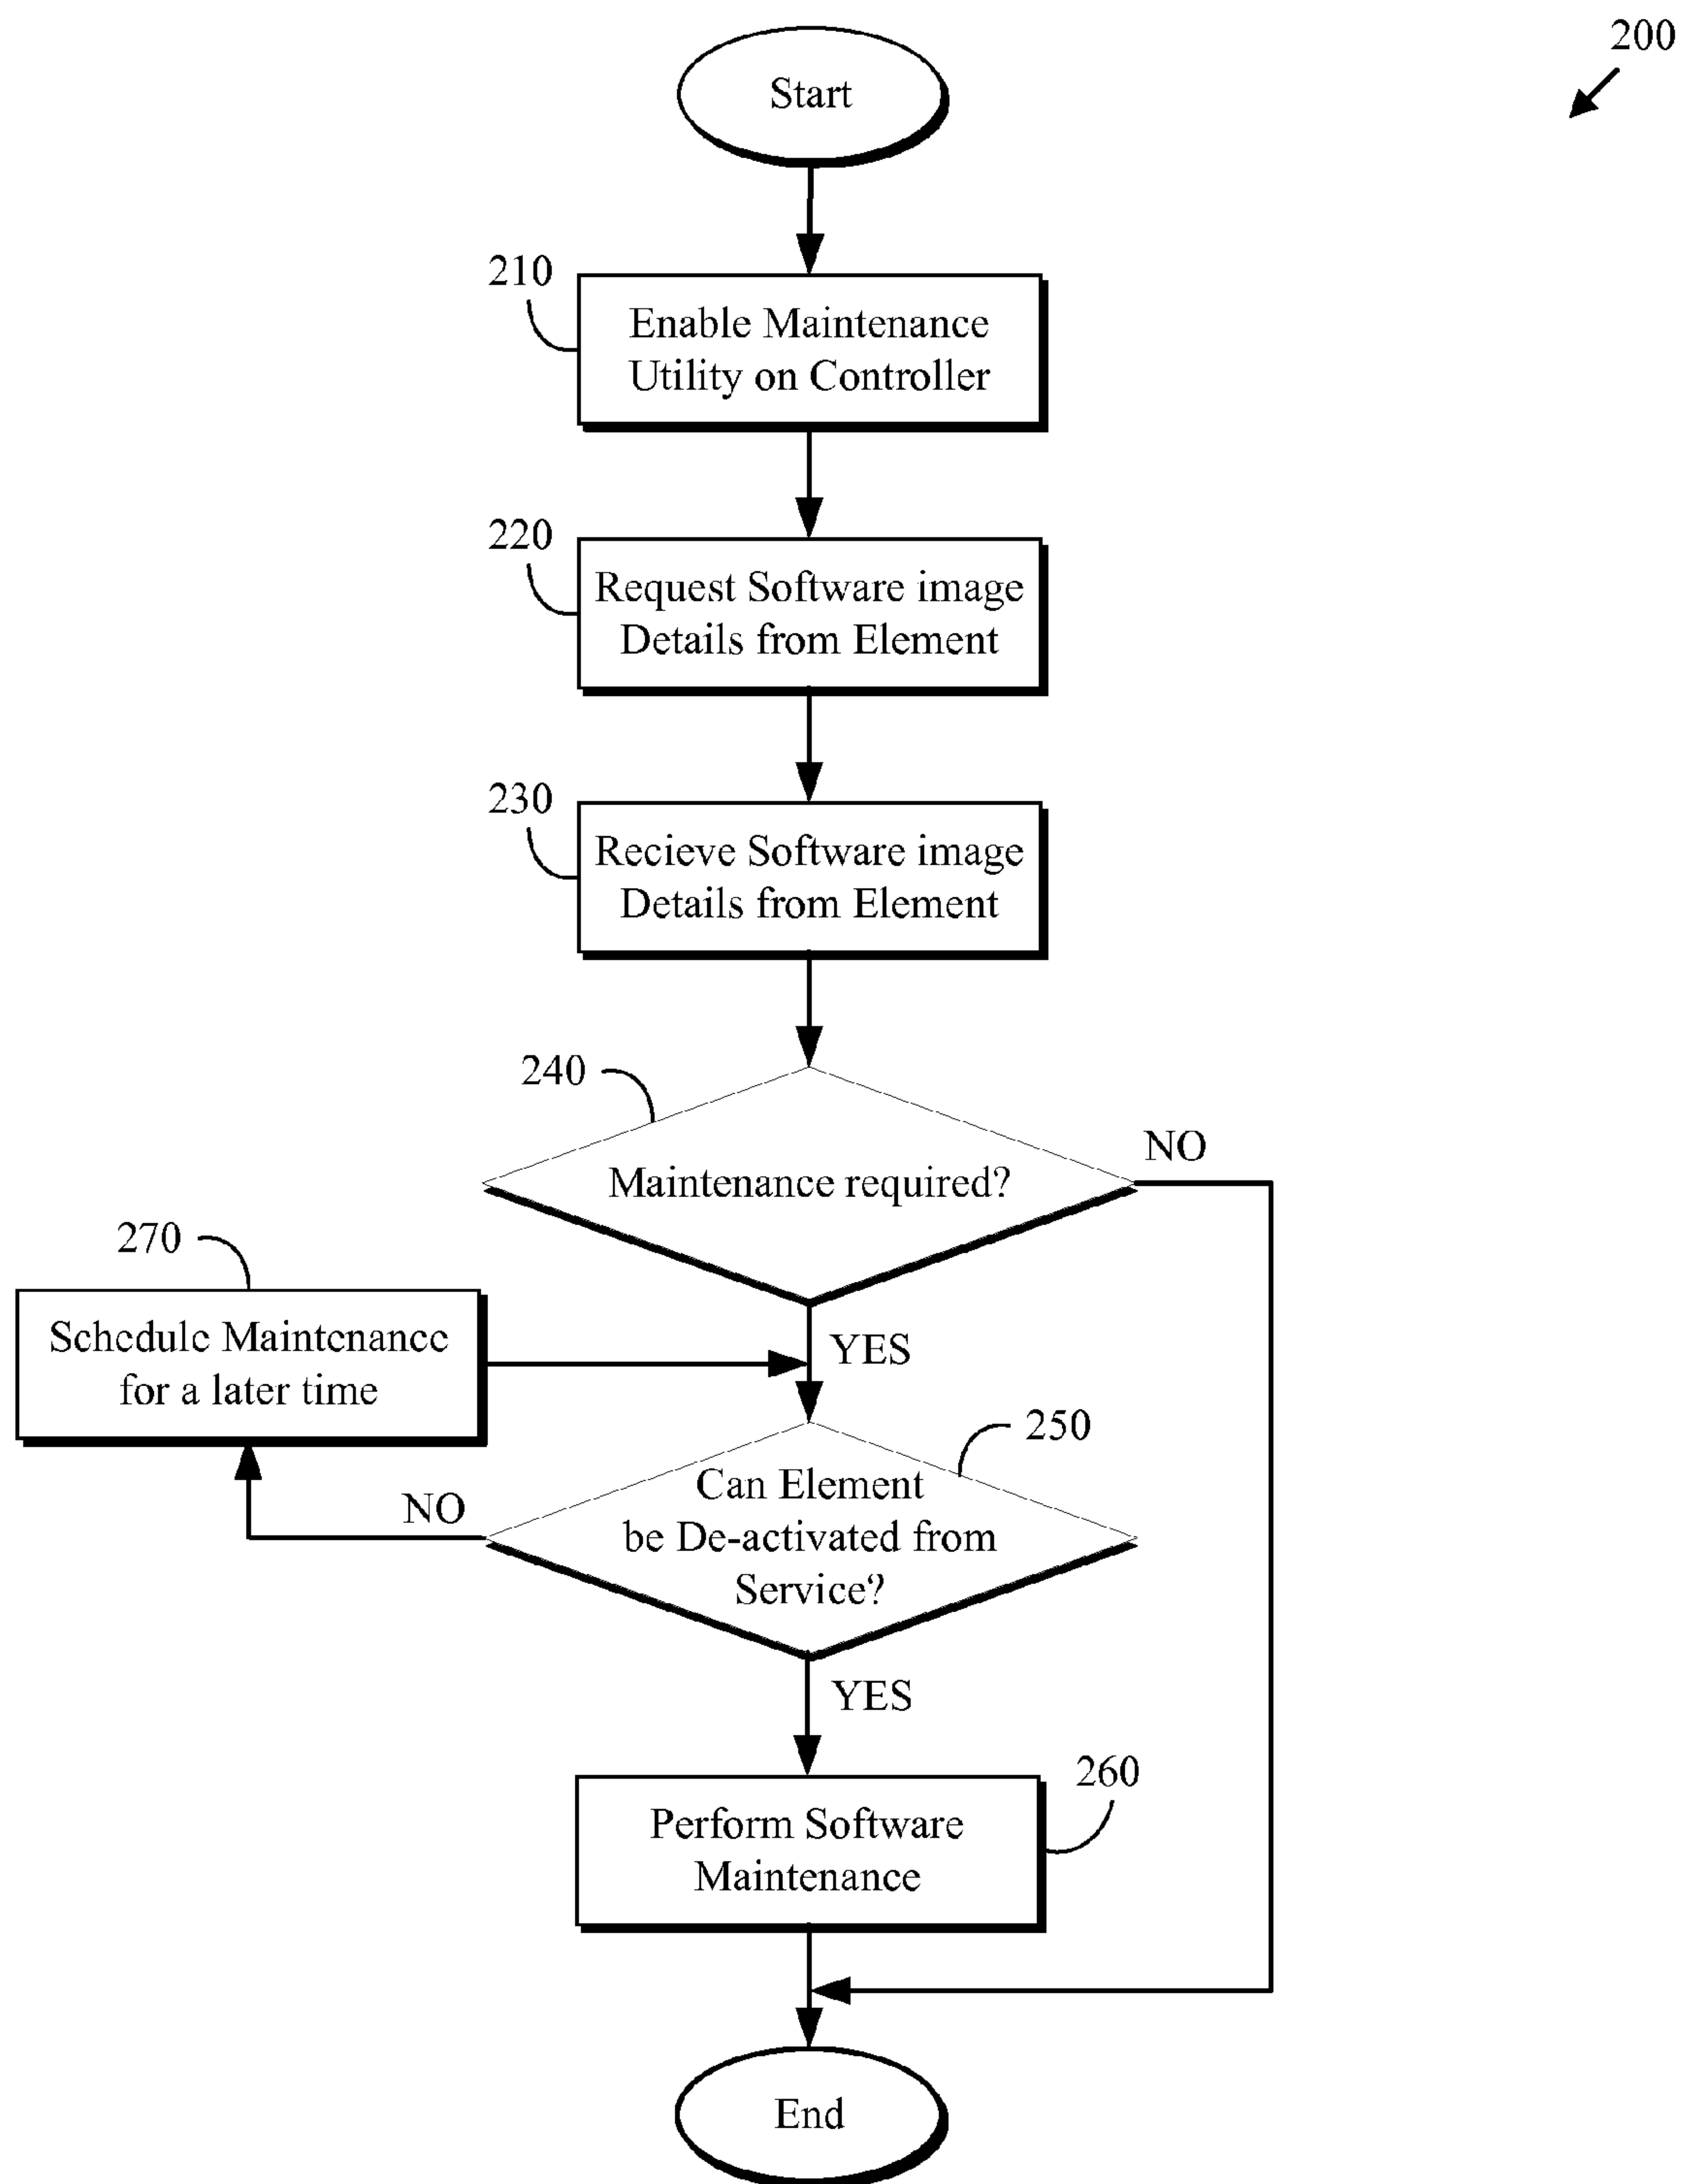 200
Start
210
Enable Maintenance
Utility on Controller
220
Request Software image
Details from Element
230
Recieve Software image
Details from Element
240
Maintenance required?
NO
270
Schedule Maintenance
for a later time
YES
250
Can Element
be De-activated from
Service?
NO
YES
260
Perform Software
Maintenance
End